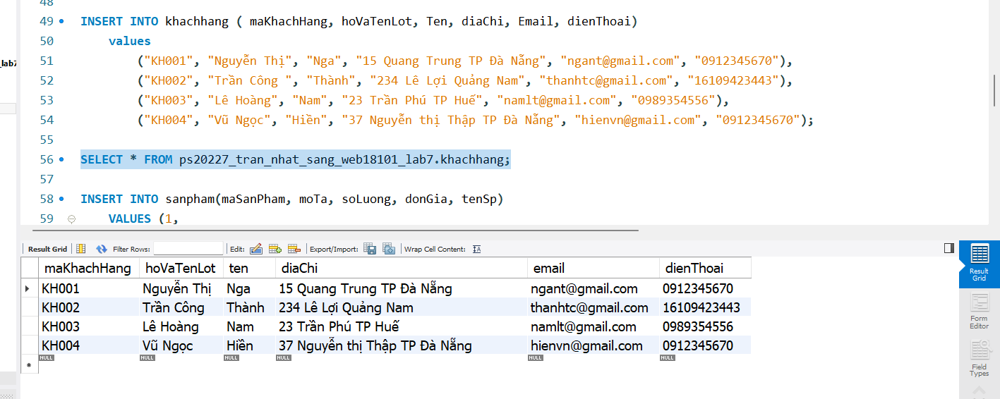 48
49 INSERT INTO khachhang ( maKhachHang, hoVaTenLot, Ten, diaChi, Email, dienThoai)
50 values
51 ("KH001", "Nguyễn Thị", "Nga", "15 Quang Trung TP Đà Nẵng", "ngant@gmail.com", "0912345670"),
52 ("KH002", "Trần Công ", "Thành", "234 Lê Lợi Quảng Nam", "thanhtc@gmail.com", "16109423443"),
_lab7
53 ("KH003", "Lê Hoàng", "Nam", "23 Trần Phú TP Huế", "namlt@gmail.com", "0989354556"),
54 ("KH004", "Vũ Ngọc", "Hiền", "37 Nguyễn thị Thập TP Đà Nẵng", "hienvn@gmail.com", "0912345670");
55
56 SELECT * FROM ps20227_tran_nhat_sang_web18101_lab7.khachhang;
57
58 INSERT INTO sanpham(maSanPham, moTa, soLuong, donGia, tenSp)
59 VALUES (1,
Result Grid Filter Rows: Edit: Export/Import: Wrap Cell Content:
maKhachHang hoVaTenLot ten diaChi email dienThoai
KH001 Nguyễn Thị Nga 15 Quang Trung TP Đà Nẵng ngant@gmail.com 0912345670
KH002 Trần Công Thành 234 Lê Lợi Quảng Nam thanhtc@gmail.com 16109423443
KH003 Lê Hoàng Nam 23 Trần Phú TP Huế namlt@gmail.com 0989354556
KH004 Vũ Ngọc Hiền 37 Nguyễn thị Thập TP Đà Nẵng hienvn@gmail.com 0912345670
NULL NULL NULL NULL NULL NULL
Result
Grid
Form
Editor
Field
Types